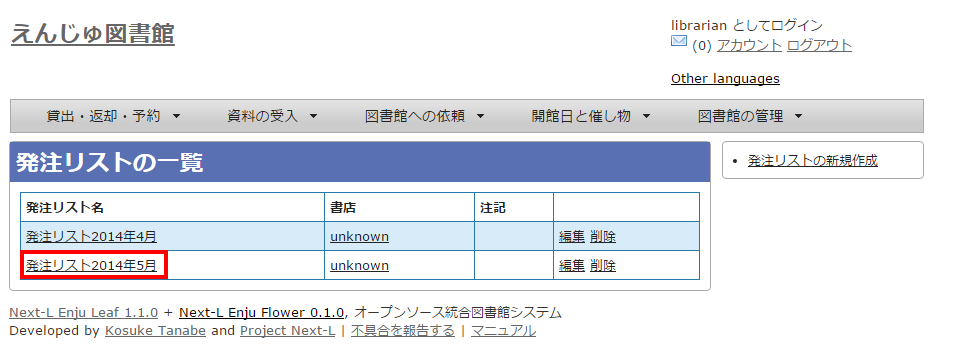 えんじゅ図書館
librarian としてログイン
(0) アカウント ログアウト
Other languages
貸出・返却・予約 資料の受入 図書館への依頼 開館日と催し物 図書館の管理
発注リストの一覧
発注リスト名 書店 注記
発注リスト2014年4月 unknown 編集 削除
発注リスト2014年5月 unknown 編集 削除
発注リストの新規作成
Next-L Enju Leaf 1.1.0 + Next-L Enju Flower 0.1.0, オープンソース統合図書館システム
Developed by Kosuke Tanabe and Project Next-L | 不具合を報告する | マニュアル